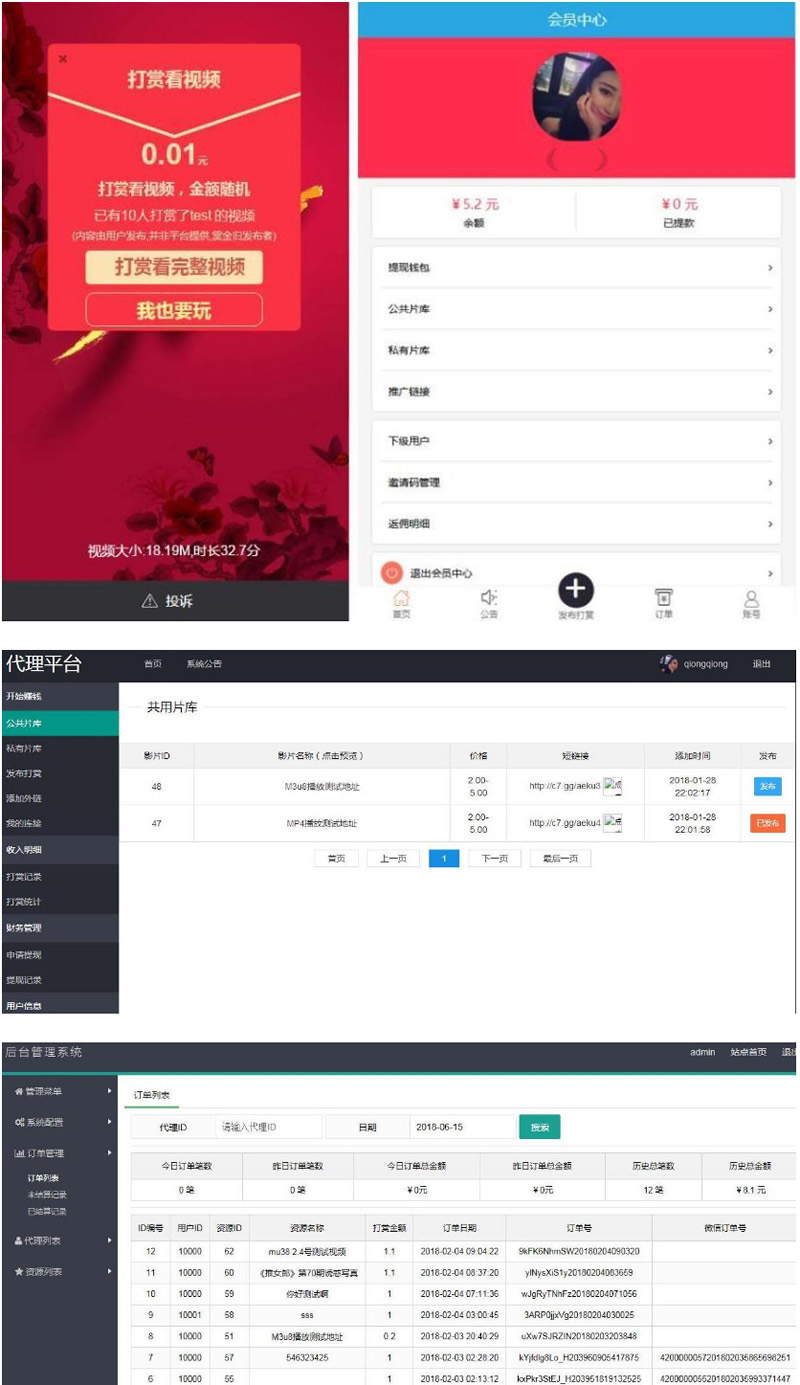 打赏看视频
0.01元
打赏看视频，金额随机
已有10人打赏了test 的视频
(内容由用户发布,并非平台提供,赏金归发布者)
打赏看完整视频
我也要玩
视频大小:18.19M,时长32.7分
投诉
会员中心
¥5.2 元
¥0 元
余额
已提款
提现钱包
公共片库
私有片库
推广链接
下级用户
邀请码管理
返佣明细
退出会员中心
首页
公告
发布打赏
订单
账号
代理平台 首页 系统公告 qiongqiong 退出
开始赚钱
公共片库
私有片库
发布打赏
添加外链
我的连接
收入明细
打赏记录
打赏统计
财务管理
申请提现
提现记录
用户信息
共用片库
影片ID 影片名称（点击预览） 价格 短链接 添加时间 发布
48 M3u8播放测试地址 2.00-5.00 http://c7.gg/aeku3 2018-01-28 22:02:17 发布
47 MP4播放测试地址 2.00-5.00 http://c7.gg/aeku4 2018-01-28 22:01:58 已发布
首页 上一页 1 下一页 最后一页
后台管理系统 admin 站点首页 退出
管理菜单
系统配置
订单管理
订单列表
未结算记录
已结算记录
代理列表
资源列表
订单列表
代理ID 请输入代理ID 日期 2018-06-15 搜索
今日订单笔数 昨日订单笔数 今日订单总金额 昨日订单总金额 历史总笔数 历史总金额
0 笔 0 笔 ¥0元 ¥0元 12 笔 ¥8.1 元
ID编号 用户ID 资源ID 资源名称 打赏金额 订单日期 订单号 微信订单号
12 10000 62 mu38 2.4号测试视频 1.1 2018-02-04 09:04:22 9kFK6NhmSW20180204090320
11 10000 60 《推女郎》第70期诱惑写真 1.1 2018-02-04 08:37:20 ylNysXiS1y20180204083659
10 10000 59 你好测试啊 1 2018-02-04 07:11:36 wJgRyTNhFz20180204071056
9 10001 58 sss 1 2018-02-04 03:00:45 3ARP0jjxVg20180204030025
8 10000 51 M3u8播放测试地址 0.2 2018-02-03 20:40:29 uXw7SJRZIN20180203203848
7 10000 57 546323425 1 2018-02-03 02:28:20 kYjfdlg8Lo_H203960905417875 4200000057201802035865698251
6 10000 55 1 2018-02-03 02:13:12 kxPkr3StEJ_H203951819132525 4200000055201802036993371447